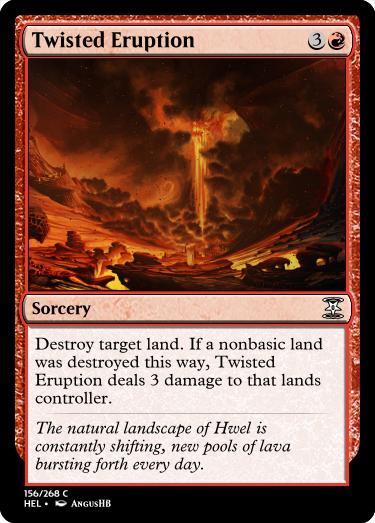 Twisted Eruption 3
Sorcery
Destroy target land. If a nonbasic land
was destroyed this way, Twisted
Eruption deals 3 damage to that lands
controller.
The natural landscape of Hwel is
constantly shifting, new pools of lava
bursting forth every day.
156/268 C
HEL • AngusHB